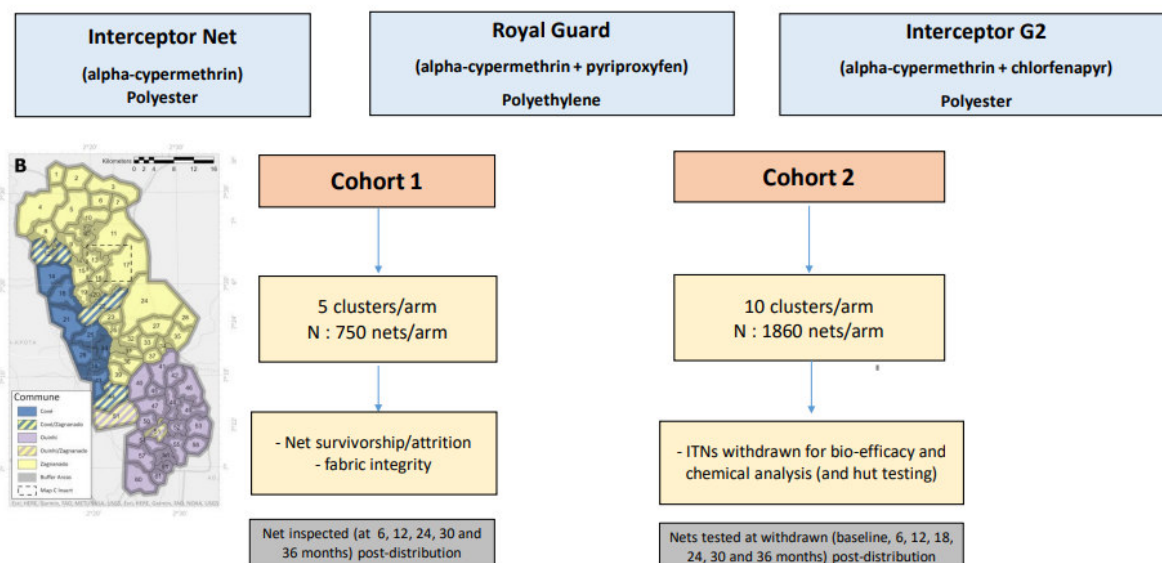 Interceptor Net
(alpha-cypermethrin)
Polyester
Royal Guard
(alpha-cypermethrin + pyriproxyfen)
Polyethylene
Interceptor G2
(alpha-cypermethrin + chlorfenapyr)
Polyester
B
Kilometers
0 2 4 8 12 16
Commune
Covè
Covè/Zagnanado
Ouinhi
Ouinhi/Zagnanado
Zagnanado
Buffer Areas
Map C Insert
Cohort 1
5 clusters/arm
N : 750 nets/arm
- Net survivorship/attrition
- fabric integrity
Net inspected (at 6, 12, 24, 30 and
36 months) post-distribution
Cohort 2
10 clusters/arm
N : 1860 nets/arm
- ITNs withdrawn for bio-efficacy and
chemical analysis (and hut testing)
Nets tested at withdrawn (baseline, 6, 12, 18,
24, 30 and 36 months) post-distribution